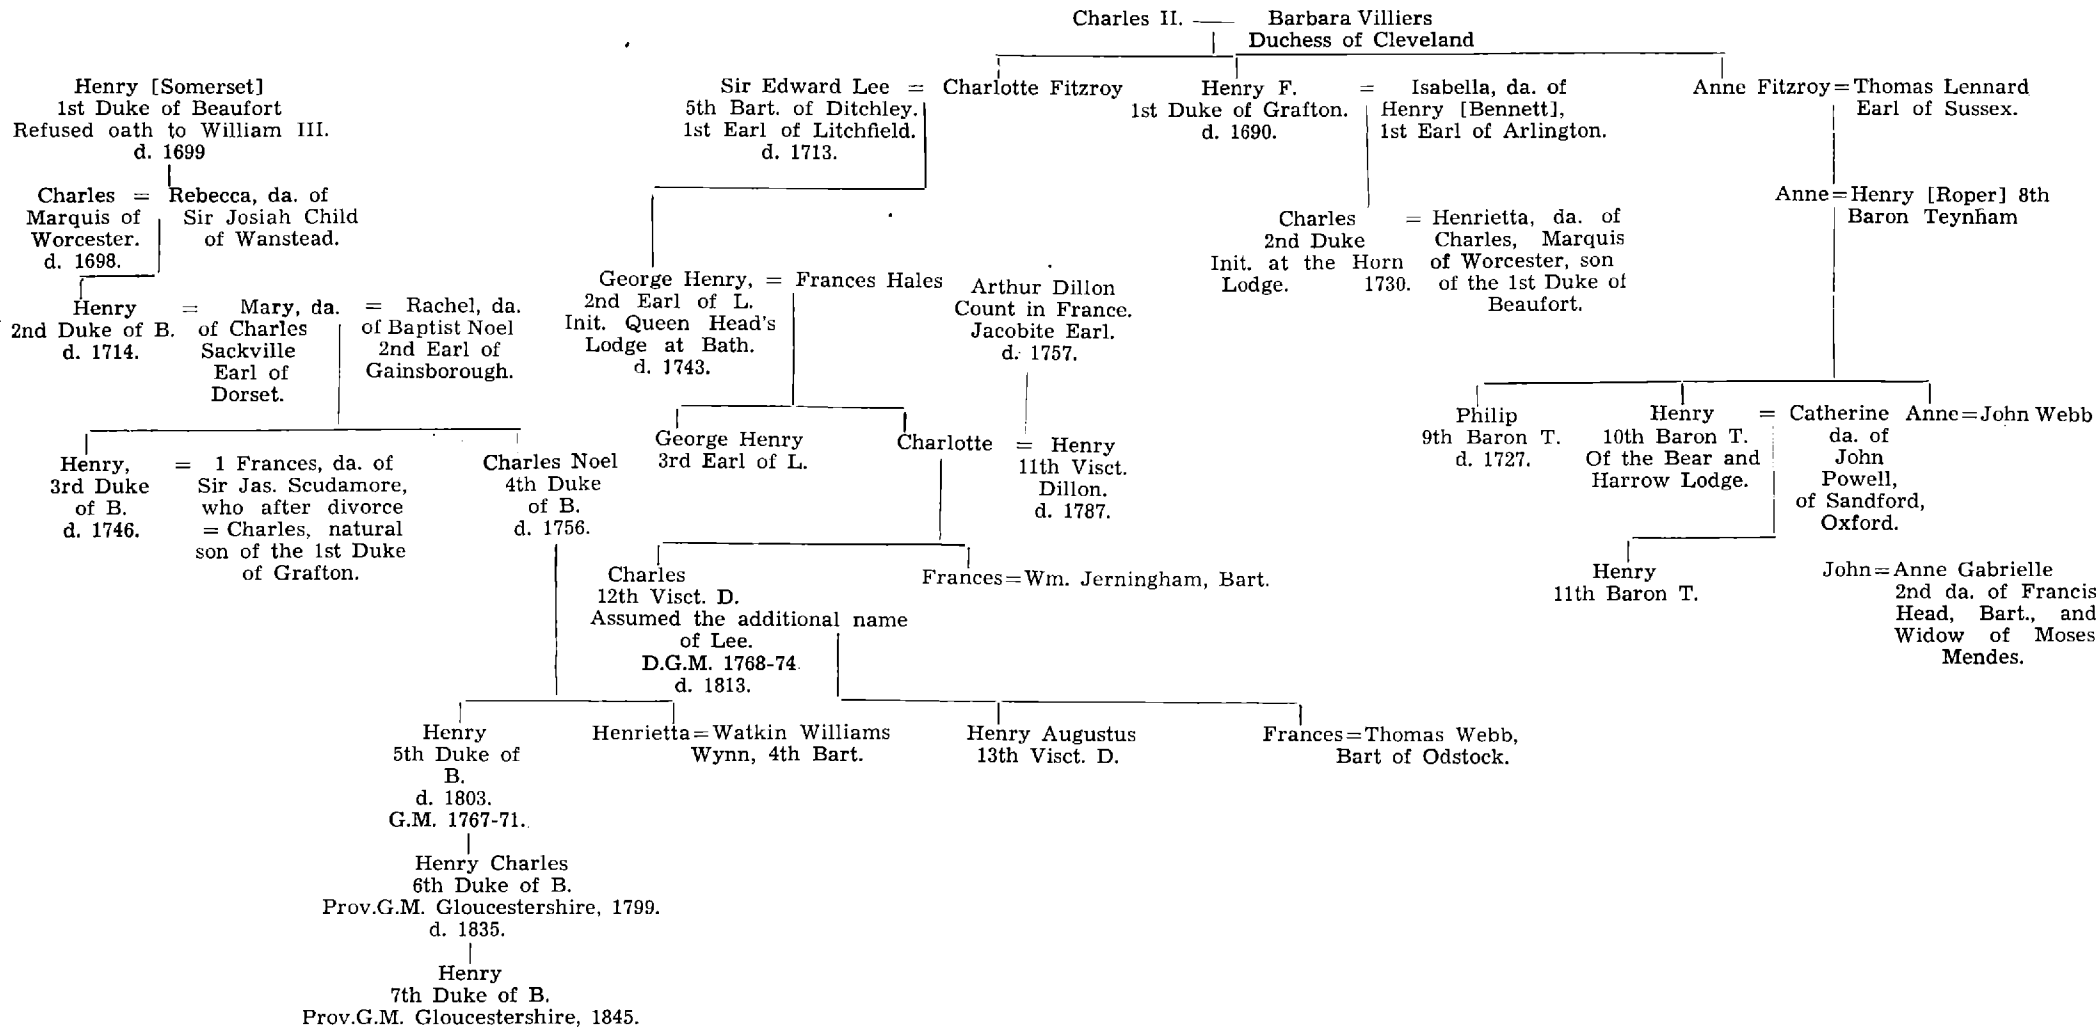 Charles II. — Barbara Villiers
Duchess of Cleveland
Henry [Somerset]
1st Duke of Beaufort
Refused oath to William III.
d. 1699
Sir Edward Lee = Charlotte Fitzroy
5th Bart. of Ditchley.
1st Earl of Litchfield.
d. 1713.
Henry F. = Isabella, da. of
1st Duke of Grafton. Henry [Bennett],
d. 1690. 1st Earl of Arlington.
Anne Fitzroy = Thomas Lennard
Earl of Sussex.
Charles = Rebecca, da. of
Marquis of Sir Josiah Child
Worcester. of Wanstead.
d. 1698.
Anne = Henry [Roper] 8th
Baron Teynham
Charles = Henrietta, da. of
2nd Duke Charles, Marquis
Init. at the Horn of Worcester, son
Lodge. 1730. of the 1st Duke of
Beaufort.
George Henry, = Frances Hales
2nd Earl of L.
Init. Queen Head's
Lodge at Bath.
d. 1743.
Arthur Dillon
Count in France.
Jacobite Earl.
d. 1757.
Henry = Mary, da. = Rachel, da.
2nd Duke of B. of Charles of Baptist Noel
d. 1714. Sackville 2nd Earl of
Earl of Gainsborough.
Dorset.
Philip
9th Baron T.
d. 1727.
Henry = Catherine
10th Baron T. da. of
Of the Bear and John
Harrow Lodge. Powell,
of Sandford,
Oxford.
Anne = John Webb
George Henry
3rd Earl of L.
Charlotte = Henry
11th Visct.
Dillon.
d. 1787.
Henry, = 1 Frances, da. of
3rd Duke Sir Jas. Scudamore,
of B. who after divorce
d. 1746. = Charles, natural
son of the 1st Duke
of Grafton.
Charles Noel
4th Duke
of B.
d. 1756.
Charles
12th Visct. D.
Assumed the additional name
of Lee.
D.G.M. 1768-74.
d. 1813.
Frances = Wm. Jerningham, Bart.
Henry
11th Baron T.
John = Anne Gabrielle
2nd da. of Francis
Head, Bart., and
Widow of Moses
Mendes.
Henry
5th Duke of
B.
d. 1803.
G.M. 1767-71.
Henrietta = Watkin Williams
Wynn, 4th Bart.
Henry Augustus
13th Visct. D.
Frances = Thomas Webb,
Bart of Odstock.
Henry Charles
6th Duke of B.
Prov.G.M. Gloucestershire, 1799.
d. 1835.
Henry
7th Duke of B.
Prov.G.M. Gloucestershire, 1845.